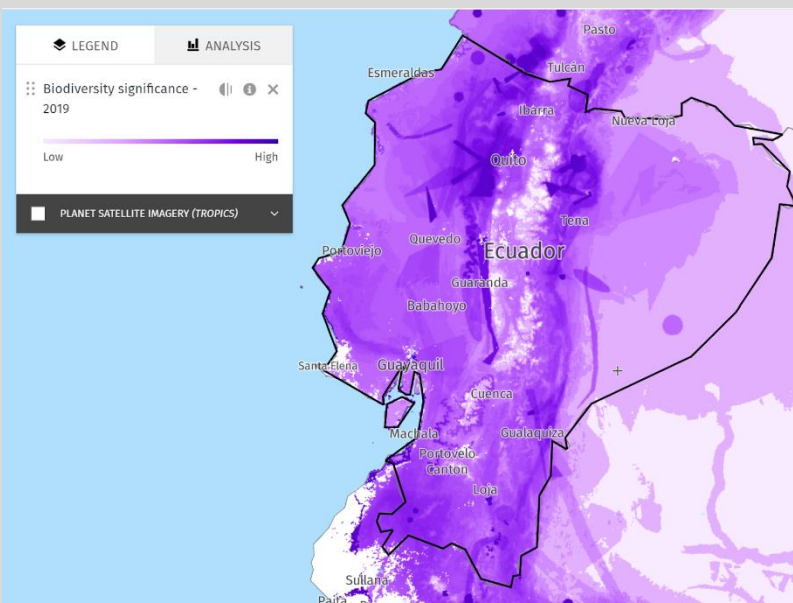 LEGEND
ANALYSIS
Biodiversity significance -
2019
Low
High
PLANET SATELLITE IMAGERY (TROPICS)
Pasto
Tulcán
Esmeraldas
Ibarra
Nueva Loja
Quito
Tena
Quevedo
Ecuador
Portoviejo
Guaranda
Babahoyo
Santa Elena
Guayaquil
Cuenca
Machala
Gualaquiza
Portovelo
Canton
Loja
Sullana
Paita